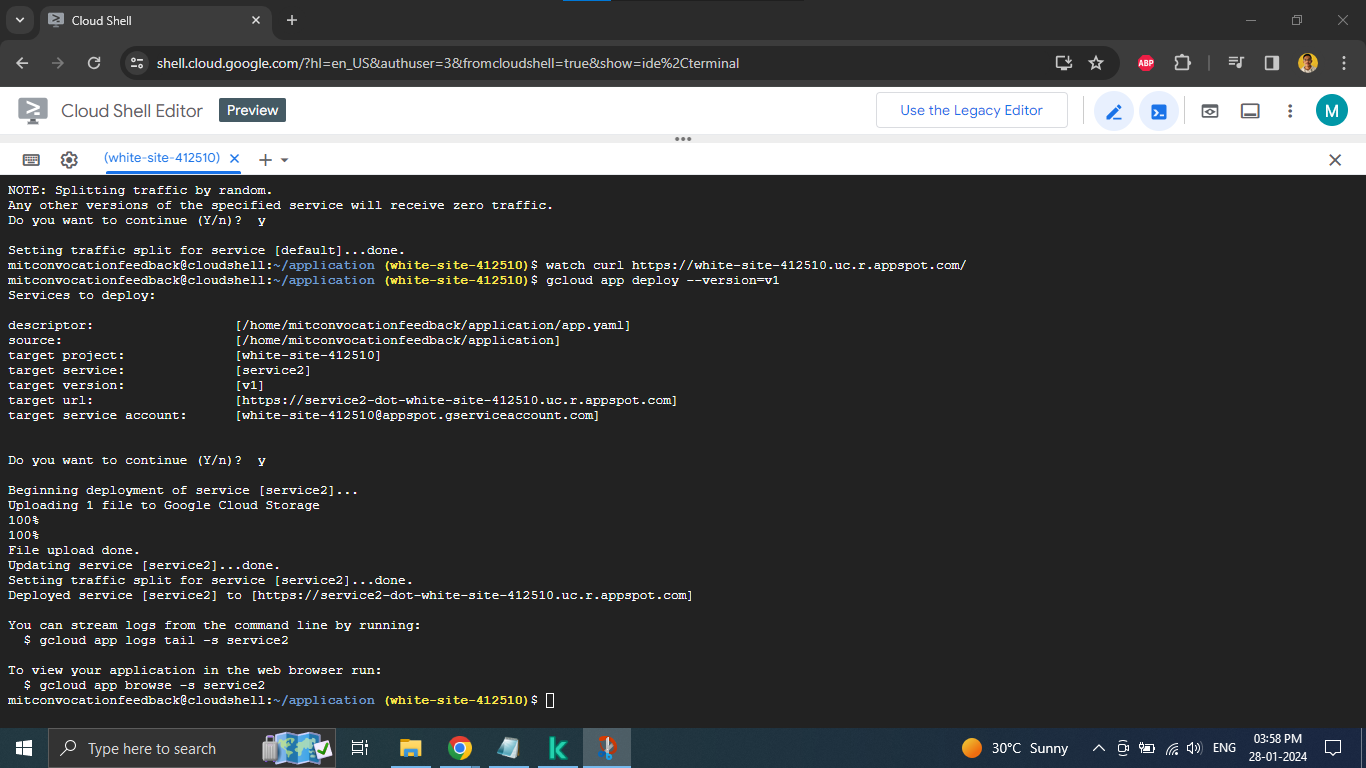 Cloud Shell
shell.cloud.google.com/?hl=en_US&authuser=3&fromcloudshell=true&show=ide%2Cterminal
ABP
Cloud Shell Editor
Preview
Use the Legacy Editor
M
(white-site-412510)
NOTE: Splitting traffic by random.
Any other versions of the specified service will receive zero traffic.
Do you want to continue (Y/n)?  y
Setting traffic split for service [default]...done.
mitconvocationfeedback@cloudshell:~/application (white-site-412510)$ watch curl https://white-site-412510.uc.r.appspot.com/
mitconvocationfeedback@cloudshell:~/application (white-site-412510)$ gcloud app deploy --version=v1
Services to deploy:
descriptor:                  [/home/mitconvocationfeedback/application/app.yaml]
source:                      [/home/mitconvocationfeedback/application]
target project:              [white-site-412510]
target service:              [service2]
target version:              [v1]
target url:                  [https://service2-dot-white-site-412510.uc.r.appspot.com]
target service account:      [white-site-412510@appspot.gserviceaccount.com]
Do you want to continue (Y/n)?  y
Beginning deployment of service [service2]...
Uploading 1 file to Google Cloud Storage
100%
100%
File upload done.
Updating service [service2]...done.
Setting traffic split for service [service2]...done.
Deployed service [service2] to [https://service2-dot-white-site-412510.uc.r.appspot.com]
You can stream logs from the command line by running:
  $ gcloud app logs tail -s service2
To view your application in the web browser run:
  $ gcloud app browse -s service2
mitconvocationfeedback@cloudshell:~/application (white-site-412510)$
Type here to search
30°C Sunny
ENG
03:58 PM
28-01-2024